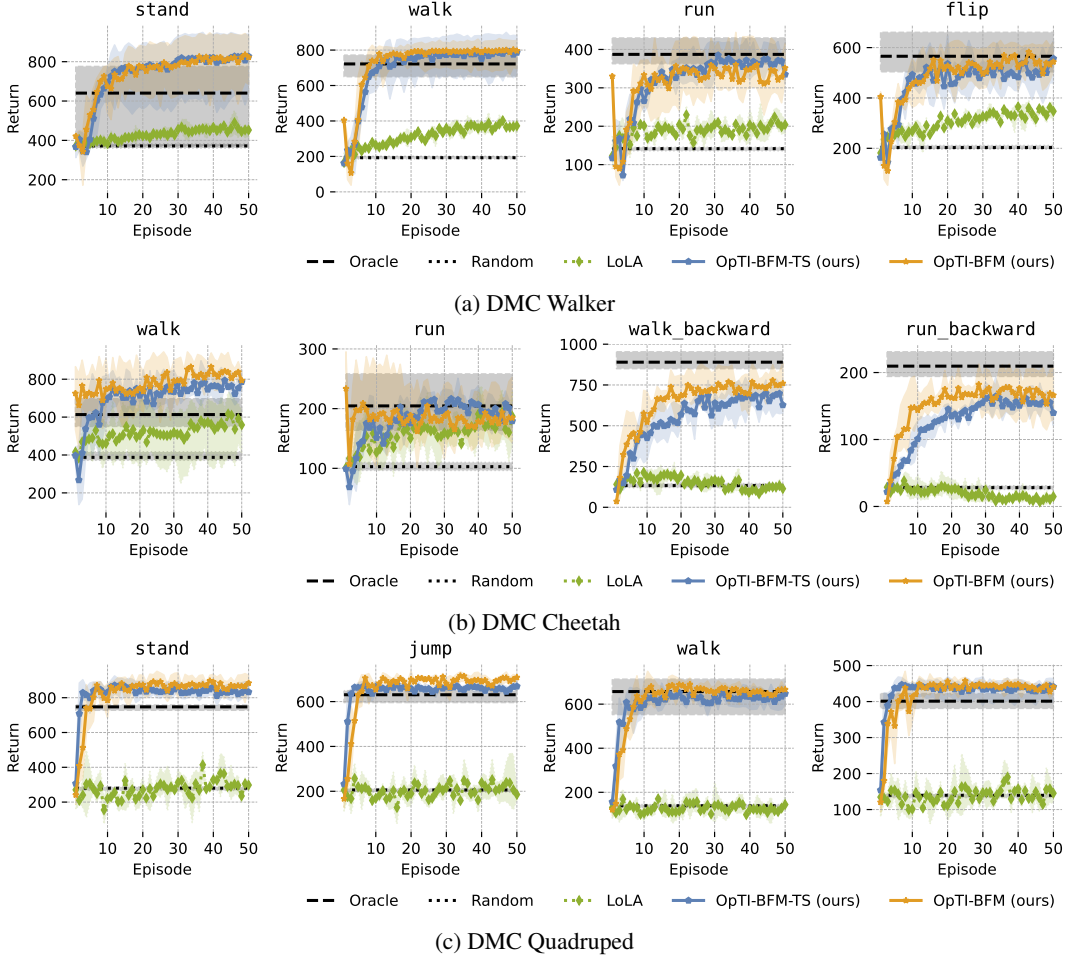 stand walk run flip
Return
800
600
400
200
10 20 30 40 50
Episode
Return
800
600
400
200
0
10 20 30 40 50
Episode
Return
400
300
200
100
10 20 30 40 50
Episode
Return
600
400
200
10 20 30 40 50
Episode
Oracle Random LoLA OpTI-BFM-TS (ours) OpTI-BFM (ours)
(a) DMC Walker
walk run walk_backward run_backward
Return
800
600
400
200
10 20 30 40 50
Episode
Return
300
200
100
10 20 30 40 50
Episode
Return
1000
750
500
250
0
10 20 30 40 50
Episode
Return
200
100
0
10 20 30 40 50
Episode
Oracle Random LoLA OpTI-BFM-TS (ours) OpTI-BFM (ours)
(b) DMC Cheetah
stand jump walk run
Return
800
600
400
200
10 20 30 40 50
Episode
Return
600
400
200
10 20 30 40 50
Episode
Return
600
400
200
10 20 30 40 50
Episode
Return
500
400
300
200
100
10 20 30 40 50
Episode
Oracle Random LoLA OpTI-BFM-TS (ours) OpTI-BFM (ours)
(c) DMC Quadruped